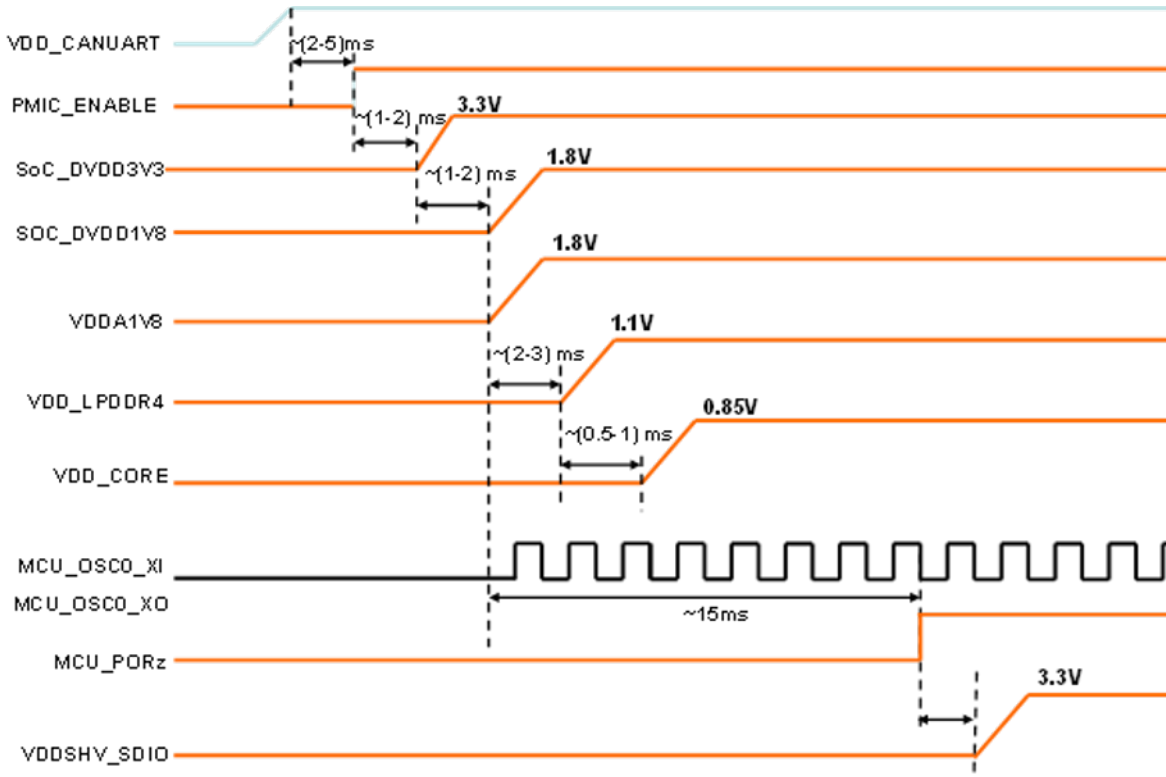 VDD_CANUART
~(2-5)ms
PMIC_ENABLE
~(1-2) ms
3.3V
SoC_DVDD3V3
~(1-2) ms
1.8V
SOC_DVDD1V8
1.8V
VDDA1V8
1.1V
~(2-3) ms
VDD_LPDDR4
0.85V
~(0.5-1) ms
VDD_CORE
MCU_OSC0_XI
MCU_OSC0_XO
~15ms
MCU_PORz
3.3V
VDDSHV_SDIO